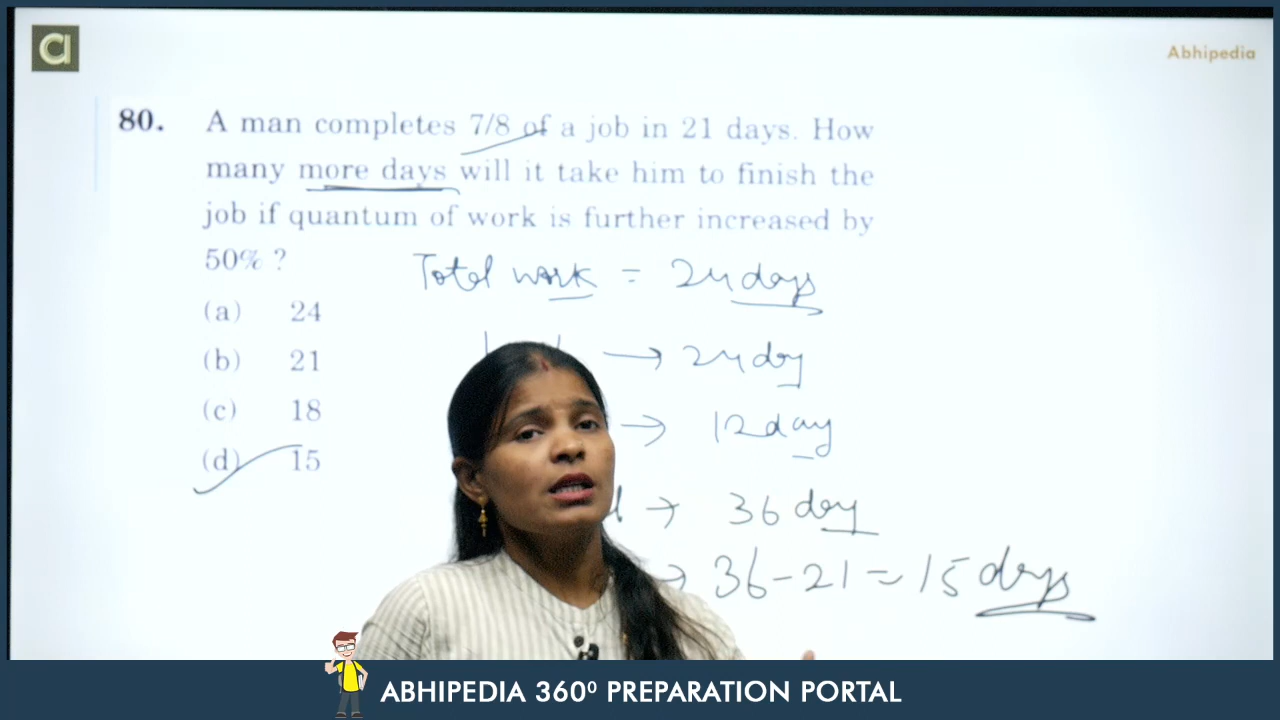 Abhipedia
80. A man completes 7/8 of a job in 21 days. How
many more days will it take him to finish the
job if quantum of work is further increased by
50% ?
Total work = 24 days
(a) 24
→ 24 day
(b) 21
(c) 18
→ 12 day
(d) 15
→ 36 day
→ 36 - 21 = 15 days
ABHIPEDIA 360⁰ PREPARATION PORTAL